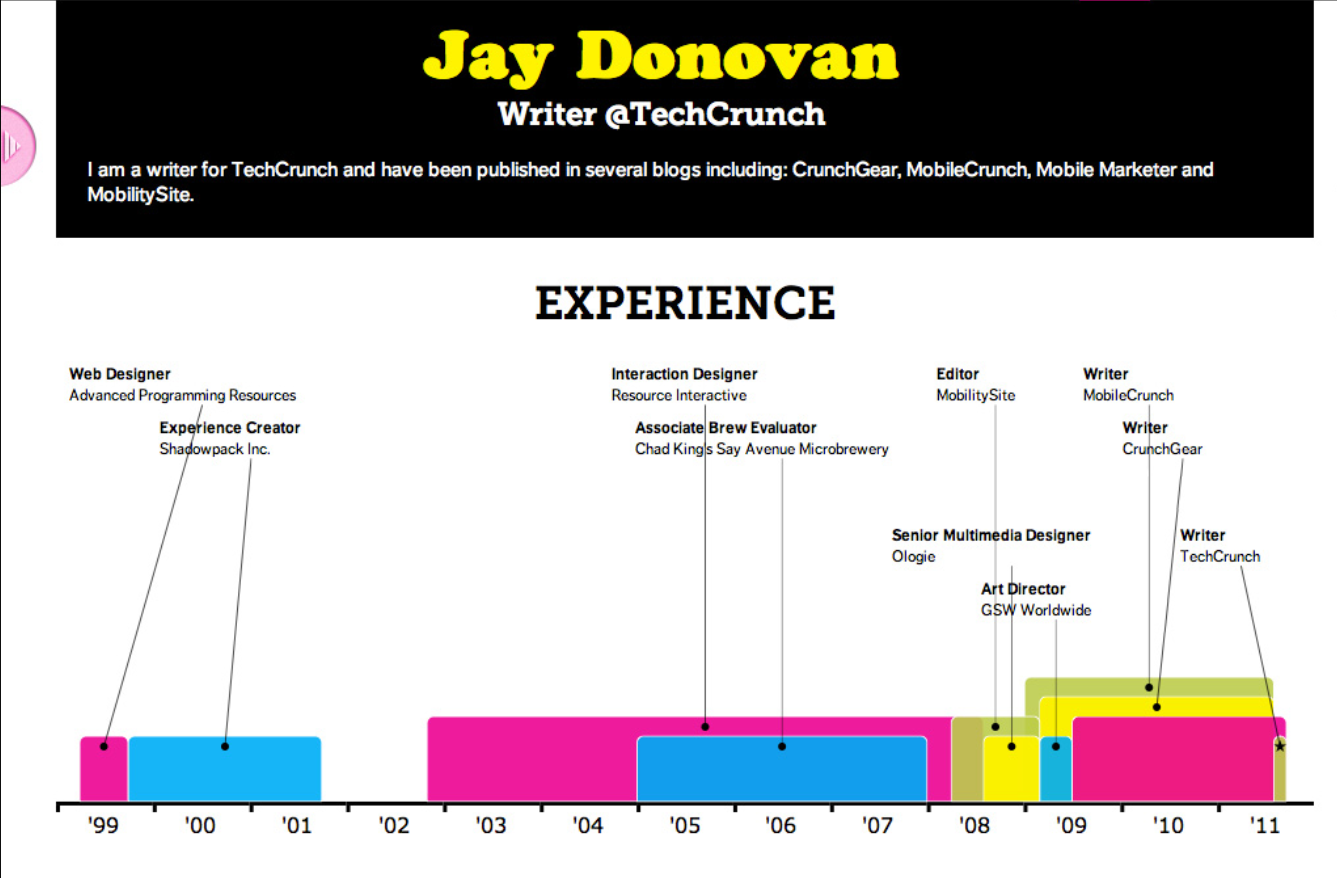 Jay Donovan
Writer @TechCrunch
I am a writer for TechCrunch and have been published in several blogs including: CrunchGear, MobileCrunch, Mobile Marketer and
MobilitySite.
EXPERIENCE
Web Designer
Advanced Programming Resources
Experience Creator
Shadowpack Inc.
Interaction Designer
Resource Interactive
Associate Brew Evaluator
Chad King's Say Avenue Microbrewery
Editor
MobilitySite
Writer
MobileCrunch
Writer
CrunchGear
Senior Multimedia Designer
Ologie
Writer
TechCrunch
Art Director
GSW Worldwide
'99 '00 '01 '02 '03 '04 '05 '06 '07 '08 '09 '10 '11